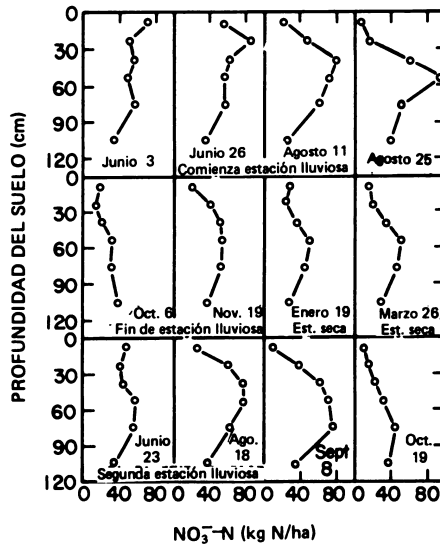 PROFUNDIDAD DEL SUELO (cm)
0
30
60
90
120
Junio 3
Junio 26
Agosto 11
Agosto 25
Comienza estación lluviosa
0
30
60
90
120
Oct. 6
Nov. 19
Enero 19
Marzo 26
Fin de estación lluviosa
Est. seca
Est. seca
0
30
60
90
120
Junio
23
Ago.
18
Sept
8
Oct.
19
Segunda estación lluviosa
0 40 80 0 40 80 0 40 80 0 40 80
NO₃⁻–N (kg N/ha)